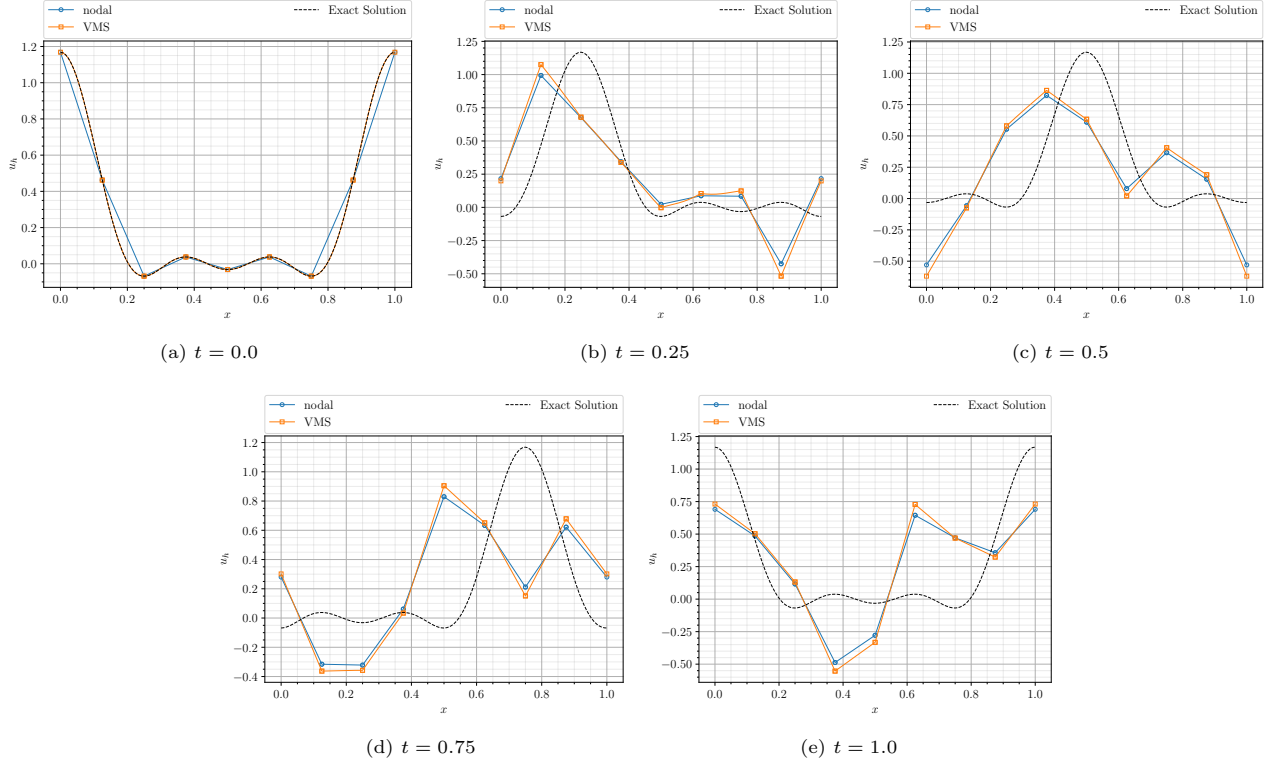 nodal
VMS
Exact Solution
1.2
1.0
0.8
0.6
0.4
0.2
0.0
u_h
0.0 0.2 0.4 0.6 0.8 1.0
x
(a) t = 0.0
nodal
VMS
Exact Solution
1.25
1.00
0.75
0.50
0.25
0.00
−0.25
−0.50
u_h
0.0 0.2 0.4 0.6 0.8 1.0
x
(b) t = 0.25
nodal
VMS
Exact Solution
1.25
1.00
0.75
0.50
0.25
0.00
−0.25
−0.50
u_h
0.0 0.2 0.4 0.6 0.8 1.0
x
(c) t = 0.5
nodal
VMS
Exact Solution
1.2
1.0
0.8
0.6
0.4
0.2
0.0
−0.2
−0.4
u_h
0.0 0.2 0.4 0.6 0.8 1.0
x
(d) t = 0.75
nodal
VMS
Exact Solution
1.25
1.00
0.75
0.50
0.25
0.00
−0.25
−0.50
u_h
0.0 0.2 0.4 0.6 0.8 1.0
x
(e) t = 1.0